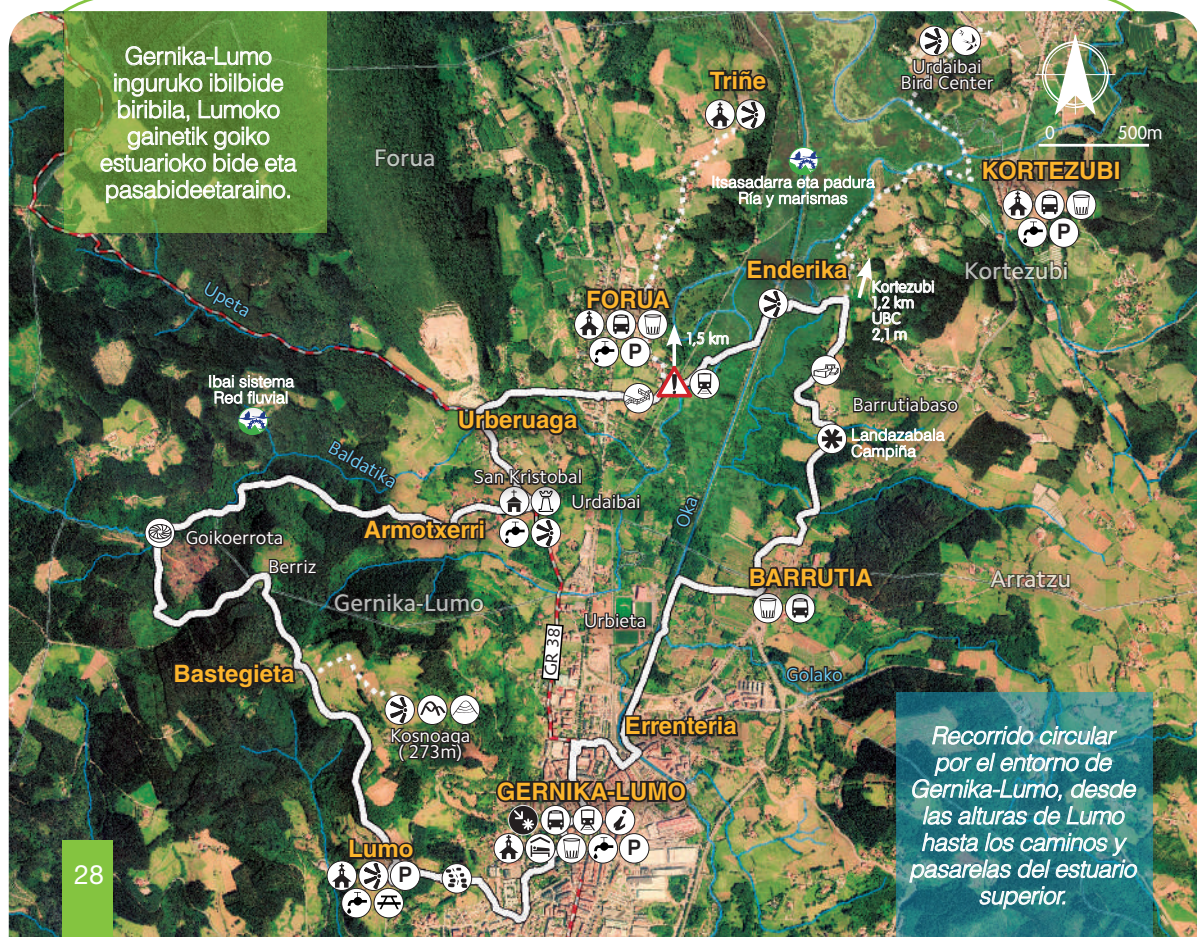 Gernika-Lumo
inguruko ibilbide
biribila, Lumoko
gainetik goiko
estuarioko bide eta
pasabideetaraino.
Urdaibai
Bird Center
Triñe
0 500m
Forua
Itsasadarra eta padura
Ría y marismas
KORTEZUBI
P
Kortezubi
Enderika
Kortezubi
1,2 km
UBC
2,1 m
Upeta
FORUA
P
1,5 km
Ibai sistema
Red fluvial
Urberuaga
Barrutiabaso
Landazabala
Campiña
Baldatika
San Kristobal
Urdaibai
Oka
Armotxerri
Goikoerrota
Berriz
BARRUTIA
Arratzu
Gernika-Lumo
Urbieta
GR 38
Bastegieta
Golako
Kosnoaga
(273m)
Errenteria
GERNIKA-LUMO
i
P
Lumo
P
28
Recorrido circular
por el entorno de
Gernika-Lumo, desde
las alturas de Lumo
hasta los caminos y
pasarelas del estuario
superior.